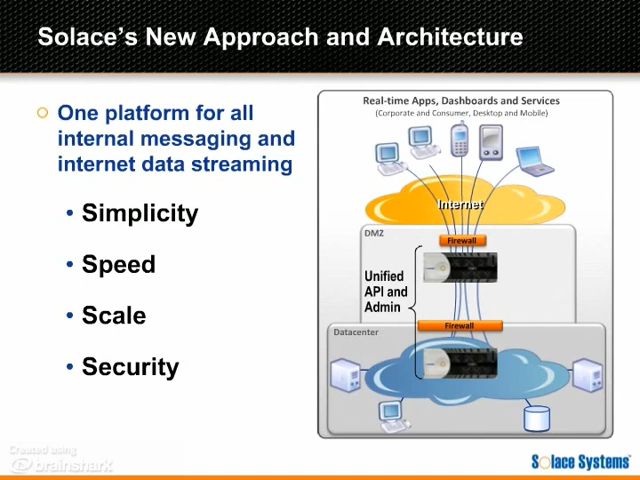 Solace's New Approach and Architecture
One platform for all
internal messaging and
internet data streaming
• Simplicity
• Speed
• Scale
• Security
Real-time Apps, Dashboards and Services
(Corporate and Consumer, Desktop and Mobile)
Internet
DMZ
Firewall
Unified
API and
Admin
Firewall
Datacenter
Created using
brainshark
Solace Systems